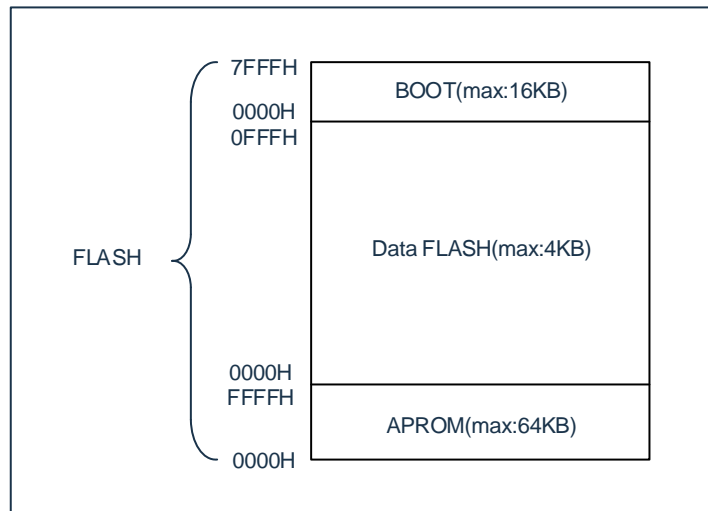 7FFFH
BOOT(max:16KB)
0000H
0FFFH
FLASH
Data FLASH(max:4KB)
0000H
FFFFH
APROM(max:64KB)
0000H